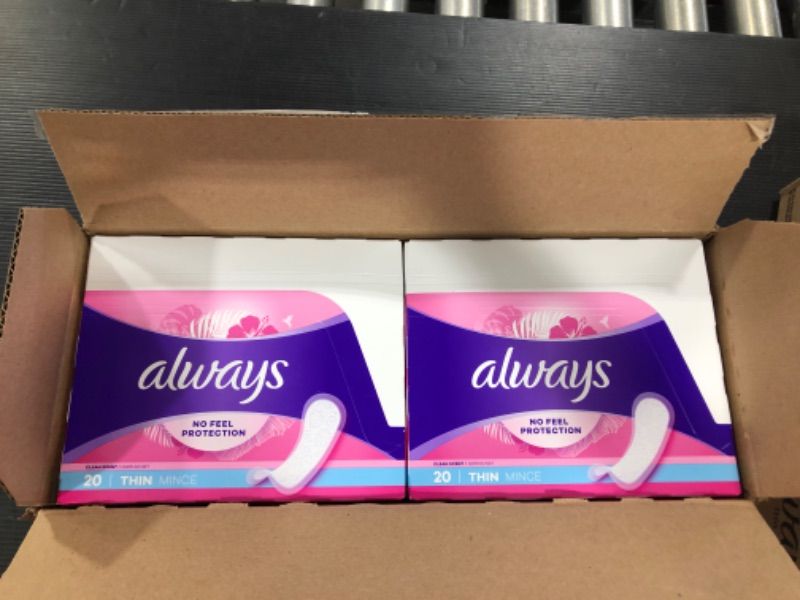 always
NO FEEL
PROTECTION
20 | THIN MINCE
always
NO FEEL
PROTECTION
20 | THIN MINCE